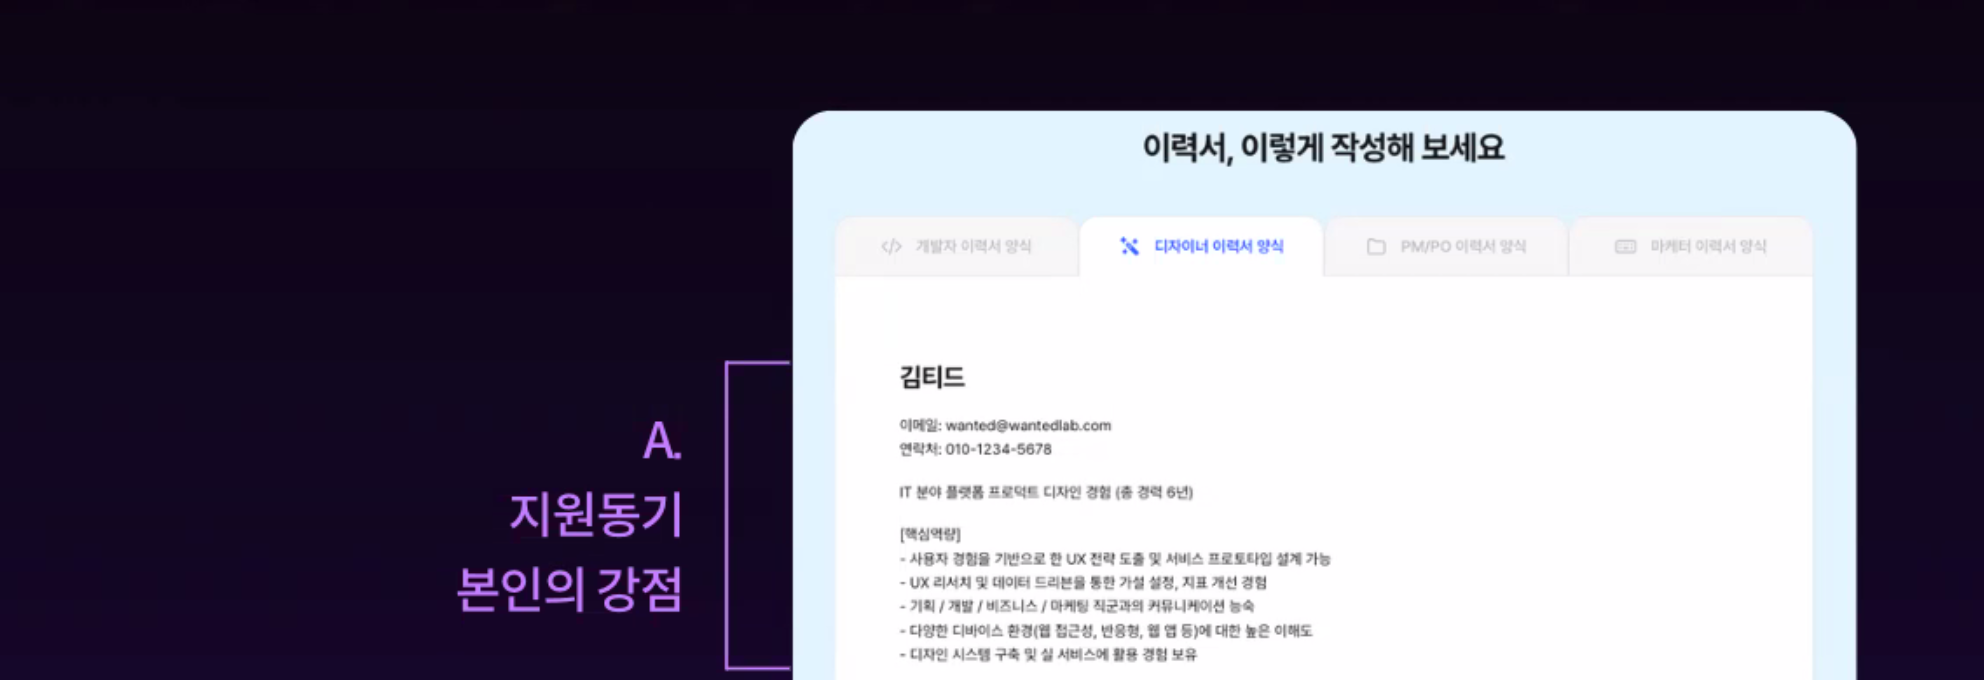 이력서, 이렇게 작성해 보세요
개발자 이력서 양식
디자이너 이력서 양식
PM/PO 이력서 양식
마케터 이력서 양식
A.
지원동기
본인의 강점
김티드
이메일: wanted@wantedlab.com
연락처: 010-1234-5678
IT 분야 플랫폼 프로덕트 디자인 경험 (총 경력 6년)
[핵심역량]
- 사용자 경험을 기반으로 한 UX 전략 도출 및 서비스 프로토타입 설계 가능
- UX 리서치 및 데이터 드리븐을 통한 가설 설정, 지표 개선 경험
- 기획 / 개발 / 비즈니스 / 마케팅 직군과의 커뮤니케이션 능숙
- 다양한 디바이스 환경(웹 접근성, 반응형, 웹 앱 등)에 대한 높은 이해도
- 디자인 시스템 구축 및 실 서비스에 활용 경험 보유